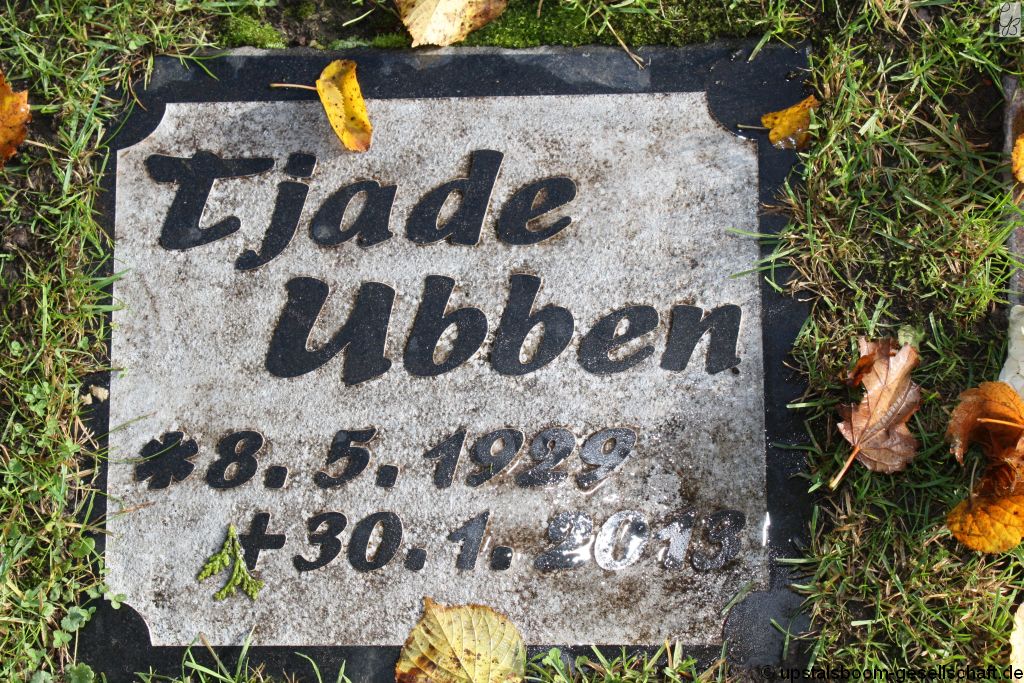 Tjade
Ubben
* 8. 5. 1929
+ 30. 1. 2013
© upstalsboom-gesellschaft.de